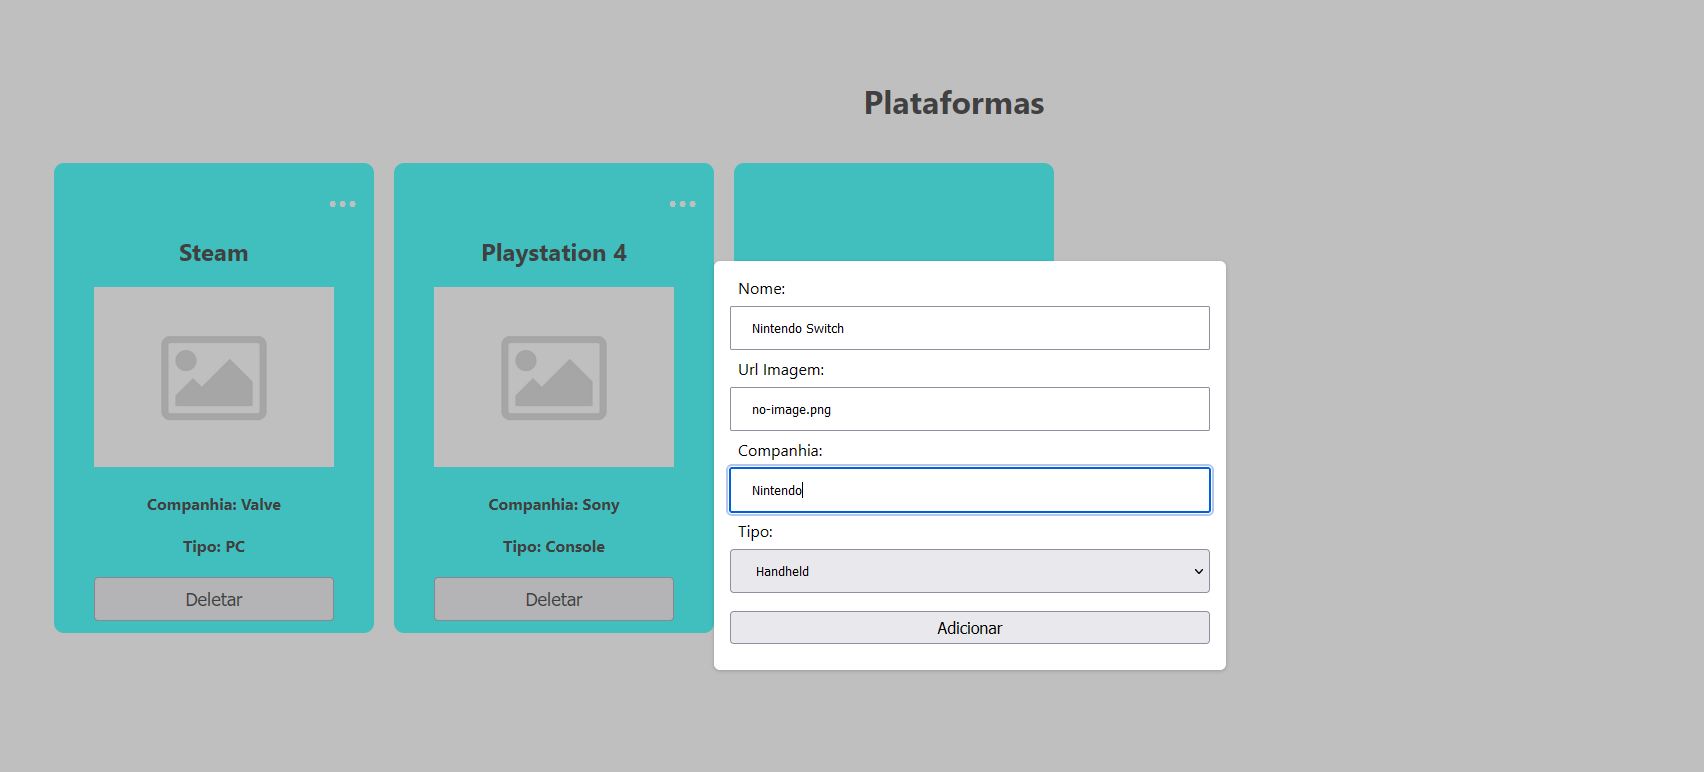 Plataformas
Steam
Companhia: Valve
Tipo: PC
Deletar
Playstation 4
Companhia: Sony
Tipo: Console
Deletar
Nome:
Nintendo Switch
Url Imagem:
no-image.png
Companhia:
Nintendo
Tipo:
Handheld
Adicionar